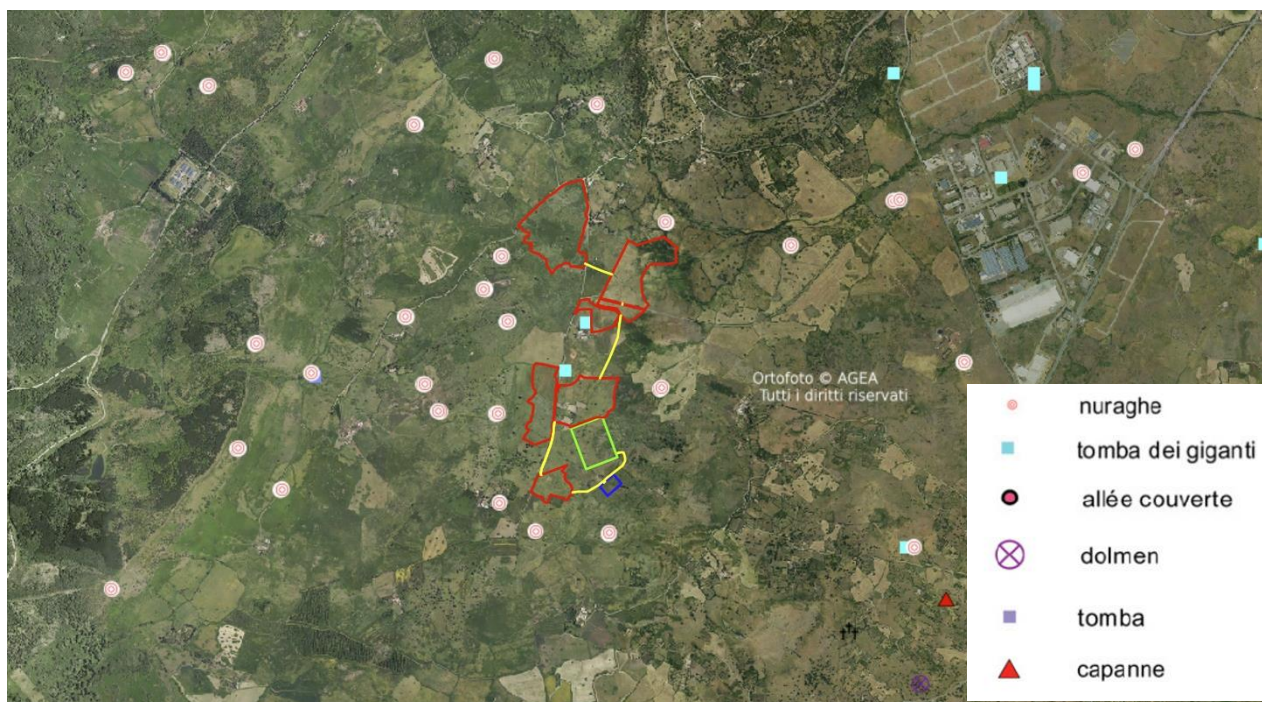 Ortofoto © AGEA
Tutti i diritti riservati
nuraghe
tomba dei giganti
allée couverte
dolmen
tomba
capanne